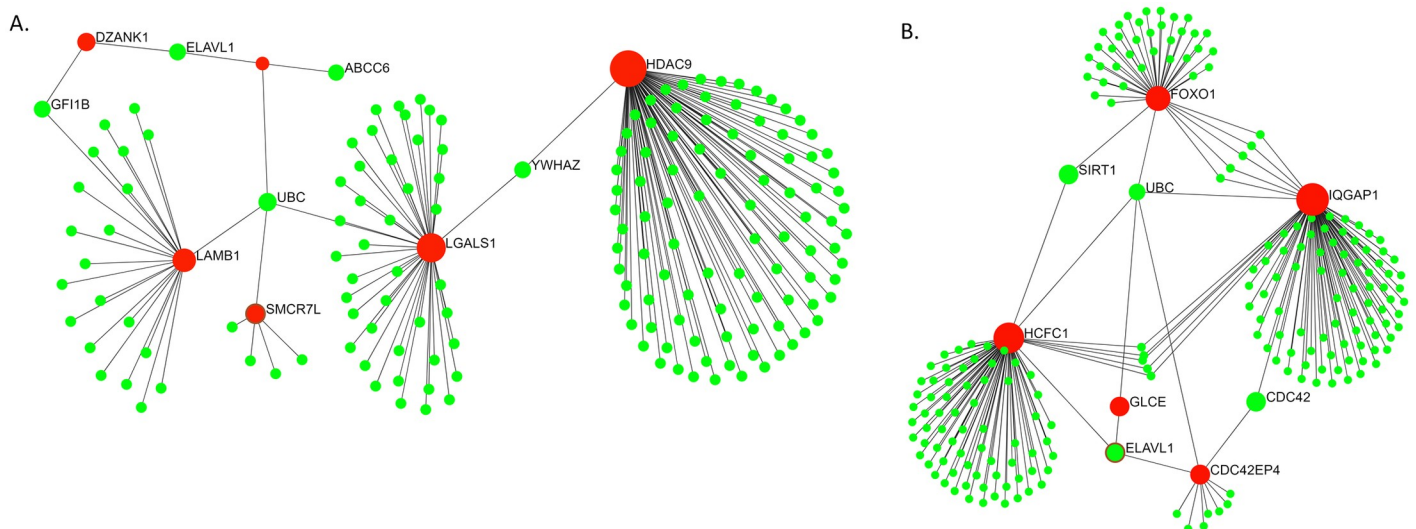 A.
DZANK1
ELAVL1
ABCC6
GFI1B
UBC
LAMB1
SMCR7L
LGALS1
YWHAZ
HDAC9
B.
FOXO1
SIRT1
UBC
IQGAP1
HCFC1
GLCE
CDC42
ELAVL1
CDC42EP4